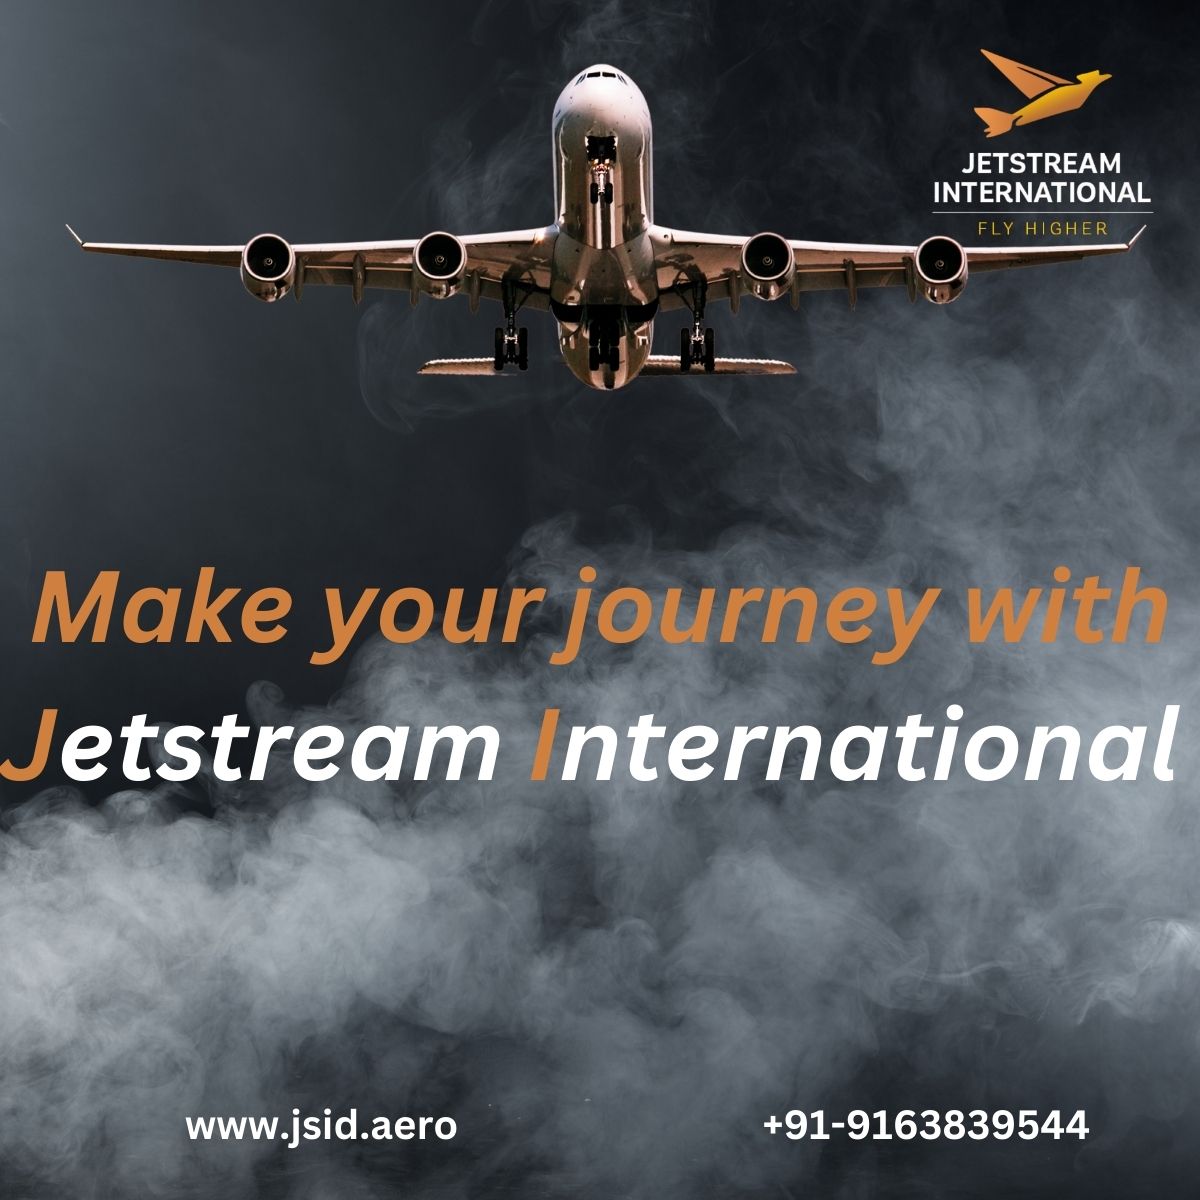 JETSTREAM
INTERNATIONAL
FLY HIGHER
Make your journey with
Jetstream International
www.jsid.aero
+91-9163839544